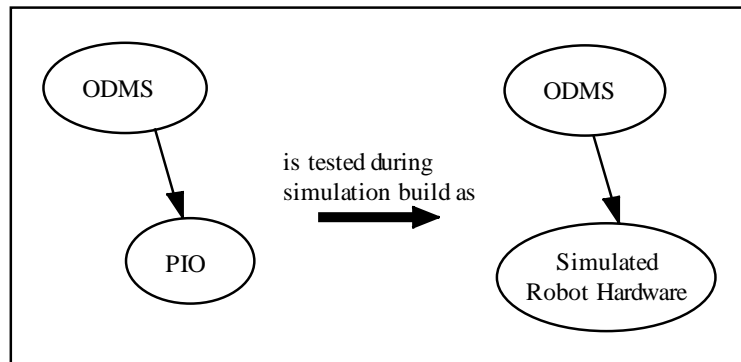 ODMS
PIO
is tested during
simulation build as
ODMS
Simulated
Robot Hardware